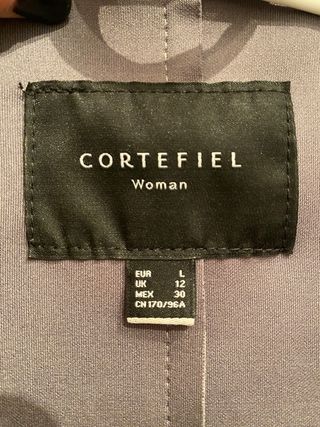 CORTEFIEL
Woman
EUR L
UK 12
MEX 30
CN 170/96A